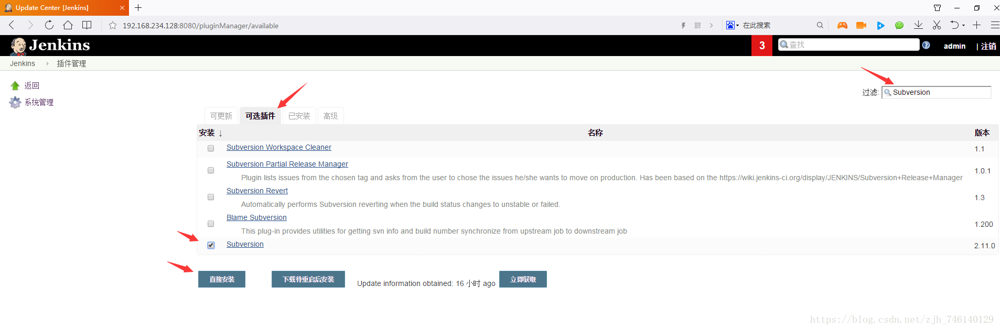 Update Center [Jenkins]
192.168.234.128:8080/pluginManager/available
在此搜索
Jenkins
3
查找
admin
| 注销
Jenkins
插件管理
返回
系统管理
过滤:
Subversion
可更新
可选插件
已安装
高级
安装 ↓
名称
版本
Subversion Workspace Cleaner
1.1
Subversion Partial Release Manager
Plugin lists issues from the chosen tag and asks from the user to chose the issues he/she wants to move on production. Has been based on the https://wiki.jenkins-ci.org/display/JENKINS/Subversion+Release+Manager
1.0.1
Subversion Revert
Automatically performs Subversion reverting when the build status changes to unstable or failed.
1.3
Blame Subversion
This plug-in provides utilities for getting svn info and build number synchronize from upstream job to downstream job
1.200
Subversion
2.11.0
直接安装
下载待重启后安装
Update information obtained: 16 小时 ago
立即获取
https://blog.csdn.net/zjh_746140129